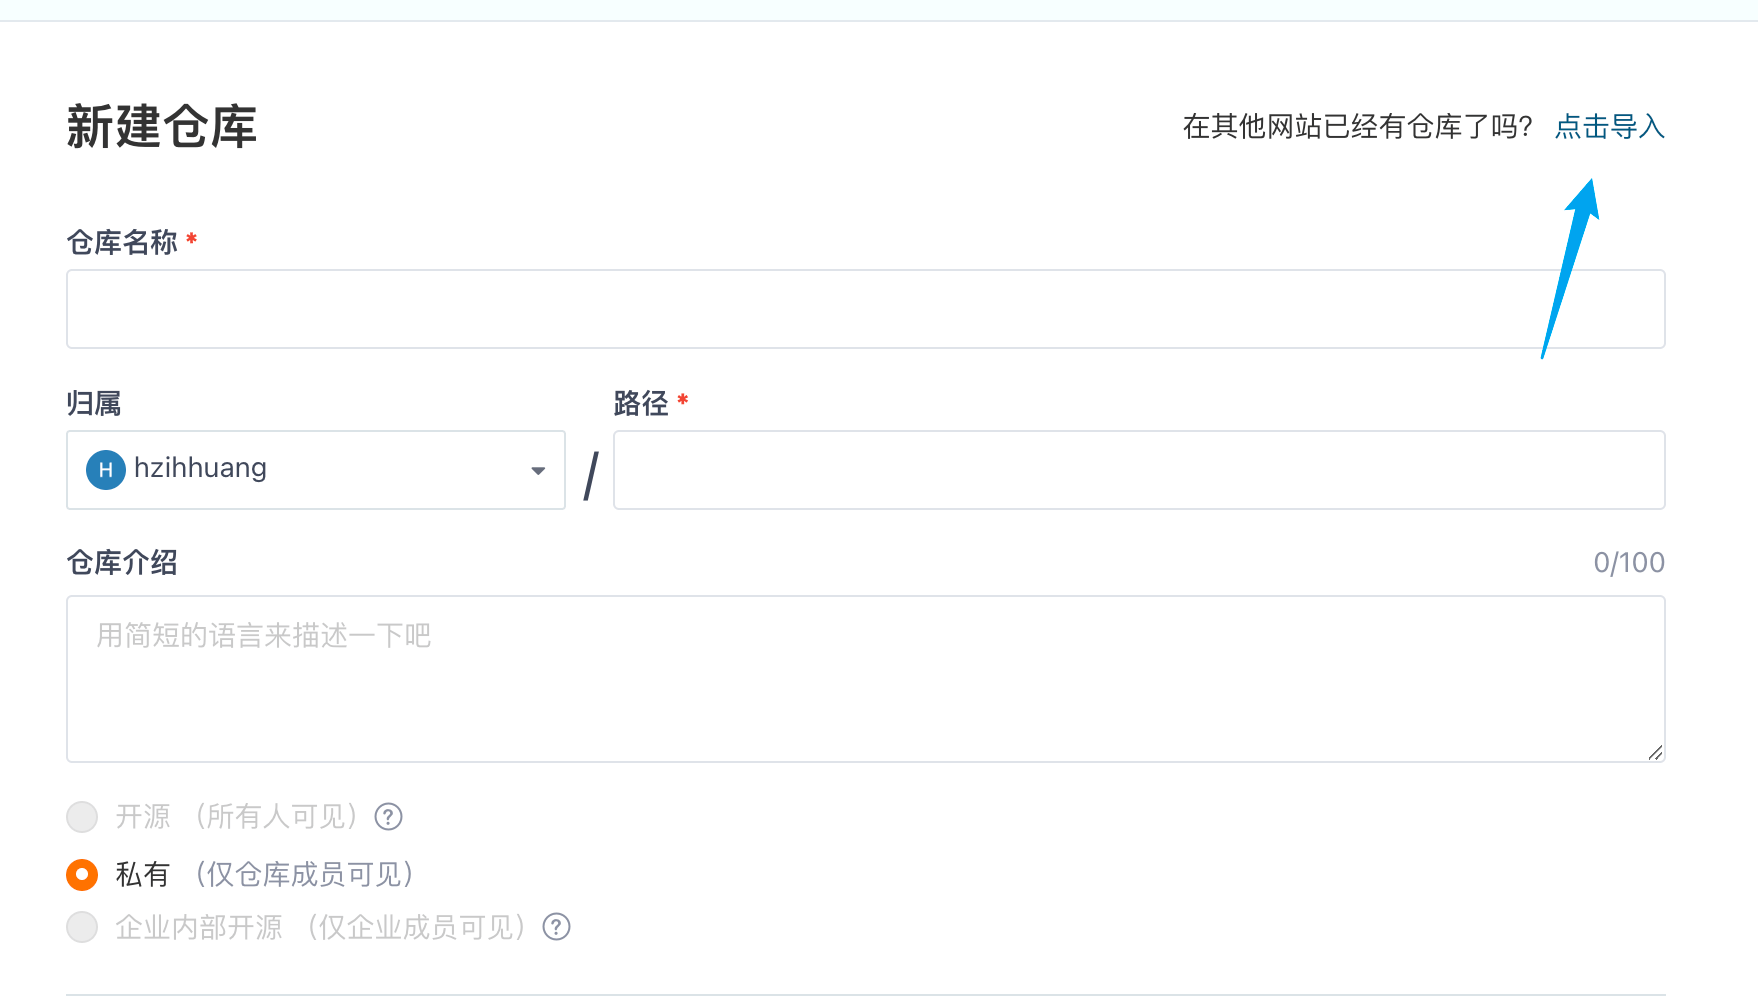 新建仓库
在其他网站已经有仓库了吗? 点击导入
仓库名称 *
归属
路径 *
H hzihhuang
/
仓库介绍
0/100
用简短的语言来描述一下吧
开源 （所有人可见） ?
私有 （仅仓库成员可见）
企业内部开源 （仅企业成员可见） ?